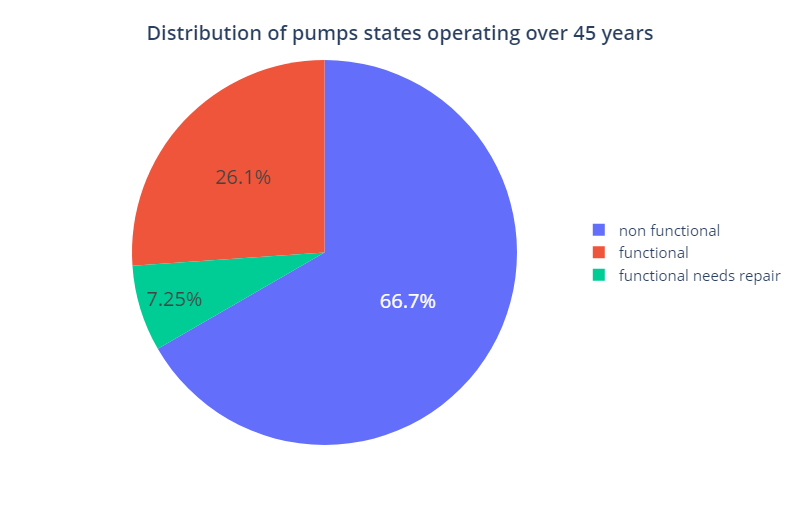 Distribution of pumps states operating over 45 years
26.1%
7.25%
66.7%
non functional
functional
functional needs repair